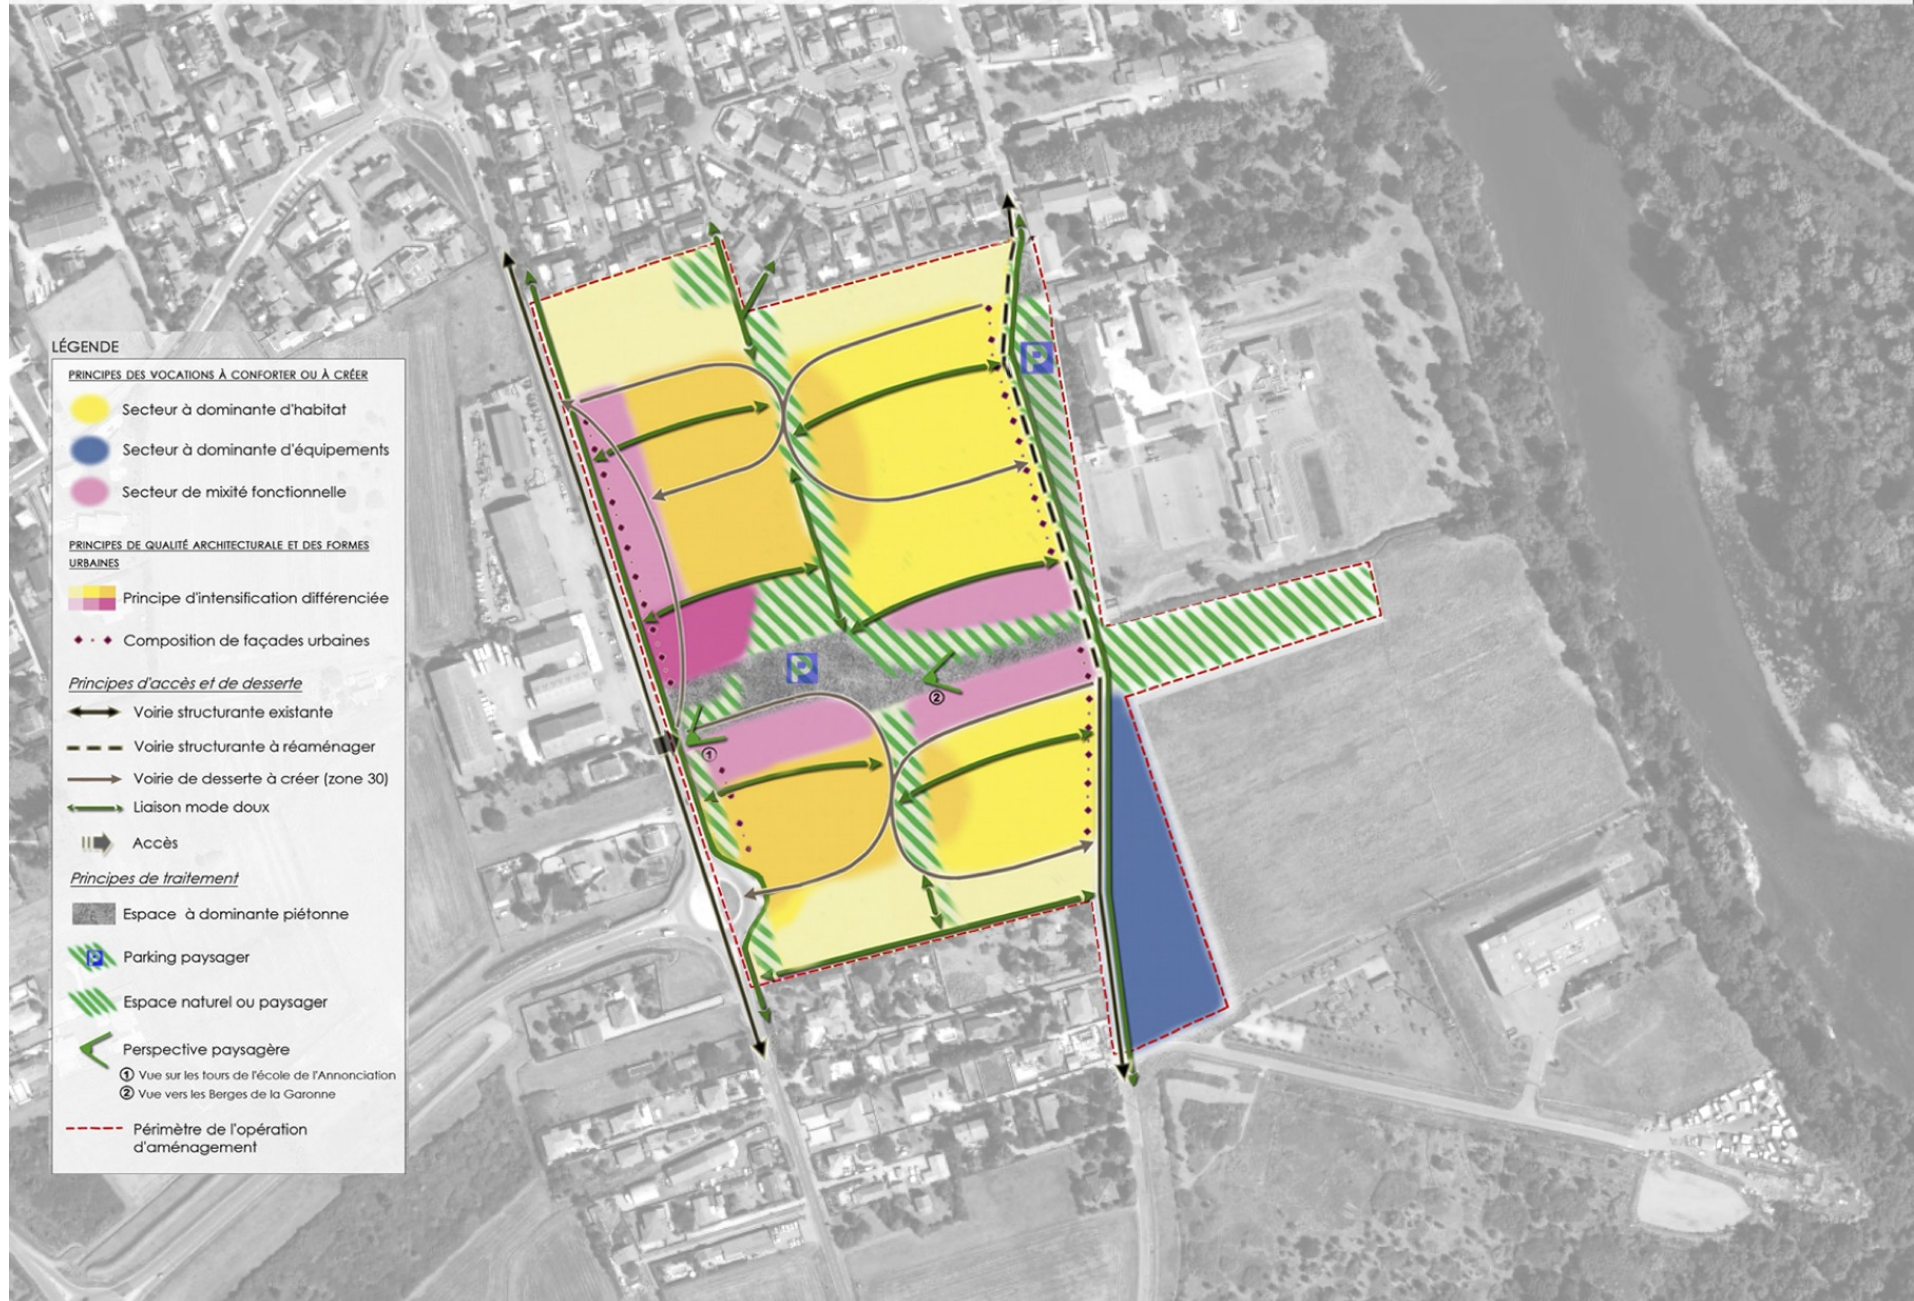 LÉGENDE
PRINCIPES DES VOCATIONS À CONFORTER OU À CRÉER
Secteur à dominante d'habitat
Secteur à dominante d'équipements
Secteur de mixité fonctionnelle
PRINCIPES DE QUALITÉ ARCHITECTURALE ET DES FORMES
URBAINES
Principe d'intensification différenciée
Composition de façades urbaines
Principes d'accès et de desserte
Voirie structurante existante
Voirie structurante à réaménager
Voirie de desserte à créer (zone 30)
Liaison mode doux
Accès
Principes de traitement
Espace à dominante piétonne
P Parking paysager
Espace naturel ou paysager
Perspective paysagère
1 Vue sur les tours de l'école de l'Annonciation
2 Vue vers les Berges de la Garonne
Périmètre de l'opération
d'aménagement
P
P
2
1